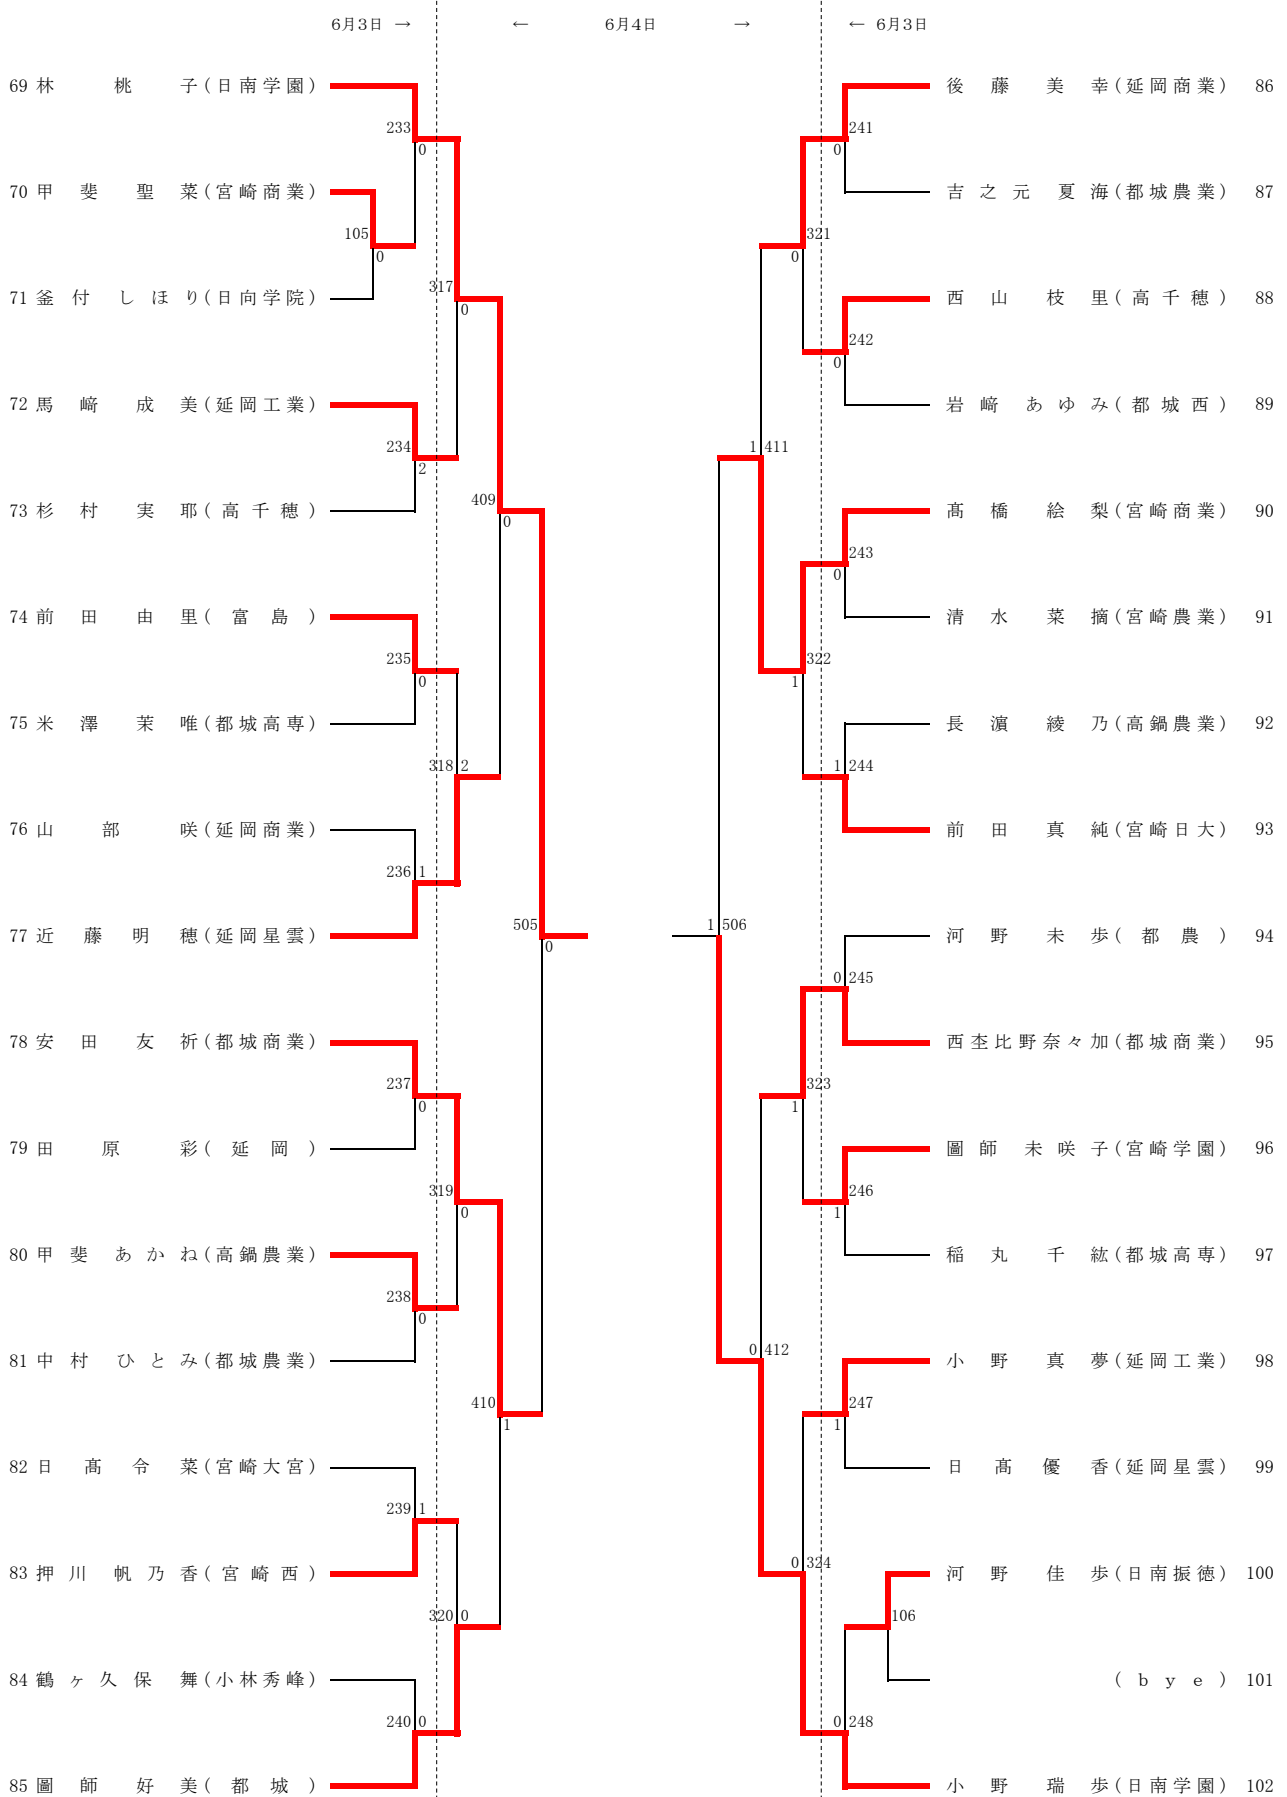 6月3日 → ← 6月4日 → ← 6月3日
69 林 桃 子 (日南学園) 後 藤 美 幸 (延岡商業) 86
233 241
0 0
70 甲 斐 聖 菜 (宮崎商業) 吉 之 元 夏 海 (都城農業) 87
105 321
0 0
317
71 釜 付 し ほ り (日向学院) 西 山 枝 里 (高千穂) 88
0
242
0
72 馬 﨑 成 美 (延岡工業) 岩 﨑 あ ゆ み (都城西) 89
234 1 411
2
409
73 杉 村 実 耶 (高千穂) 髙 橋 絵 梨 (宮崎商業) 90
0
243
0
74 前 田 由 里 (富島) 清 水 菜 摘 (宮崎農業) 91
235 322
0 1
75 米 澤 茉 唯 (都城高専) 長 濵 綾 乃 (高鍋農業) 92
318 2 1 244
76 山 部 咲 (延岡商業) 前 田 真 純 (宮崎日大) 93
236 1
505 1 506
77 近 藤 明 穂 (延岡星雲) 河 野 未 歩 (都農) 94
0
0 245
78 安 田 友 祈 (都城商業) 西 杢 比 野 奈 々 加 (都城商業) 95
237 323
0 1
79 田 原 彩 (延岡) 圖 師 未 咲 子 (宮崎学園) 96
319 246
0 1
80 甲 斐 あ か ね (高鍋農業) 稲 丸 千 紘 (都城高専) 97
238
0
0 412
81 中 村 ひ と み (都城農業) 小 野 真 夢 (延岡工業) 98
410 247
1 1
82 日 髙 令 菜 (宮崎大宮) 日 髙 優 香 (延岡星雲) 99
239 1
0 324
83 押 川 帆 乃 香 (宮崎西) 河 野 佳 歩 (日南振徳) 100
320 0 106
84 鶴 ヶ 久 保 舞 (小林秀峰) (bye) 101
240 0 0 248
85 圖 師 好 美 (都城) 小 野 瑞 歩 (日南学園) 102